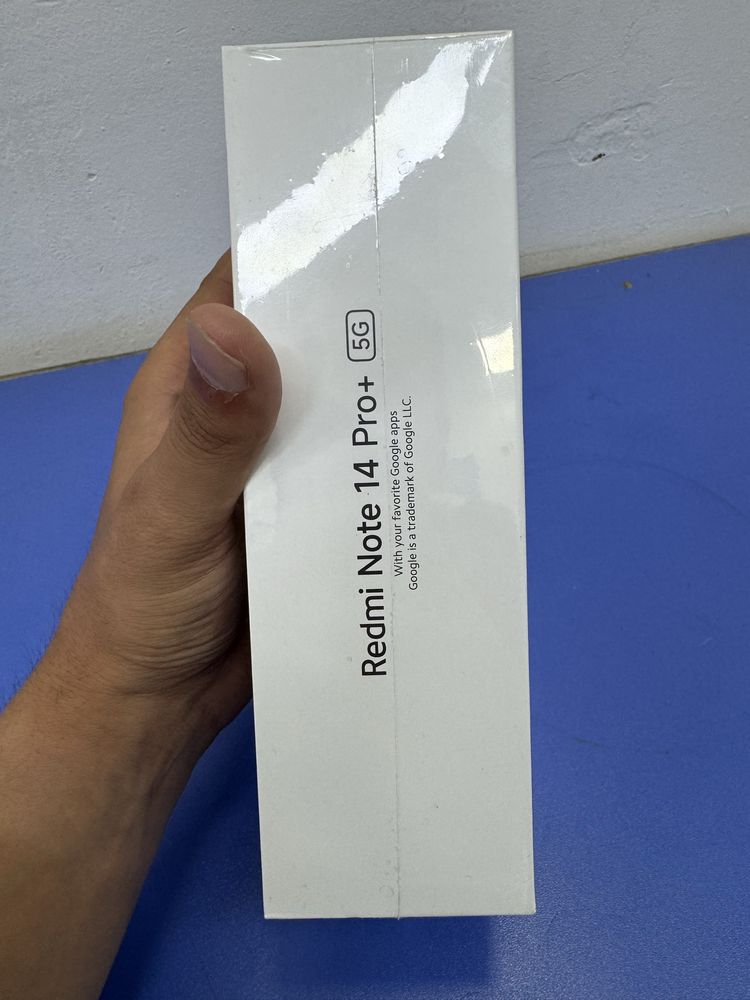 Redmi Note 14 Pro+ 5G
With your favorite Google apps
Google is a trademark of Google LLC.